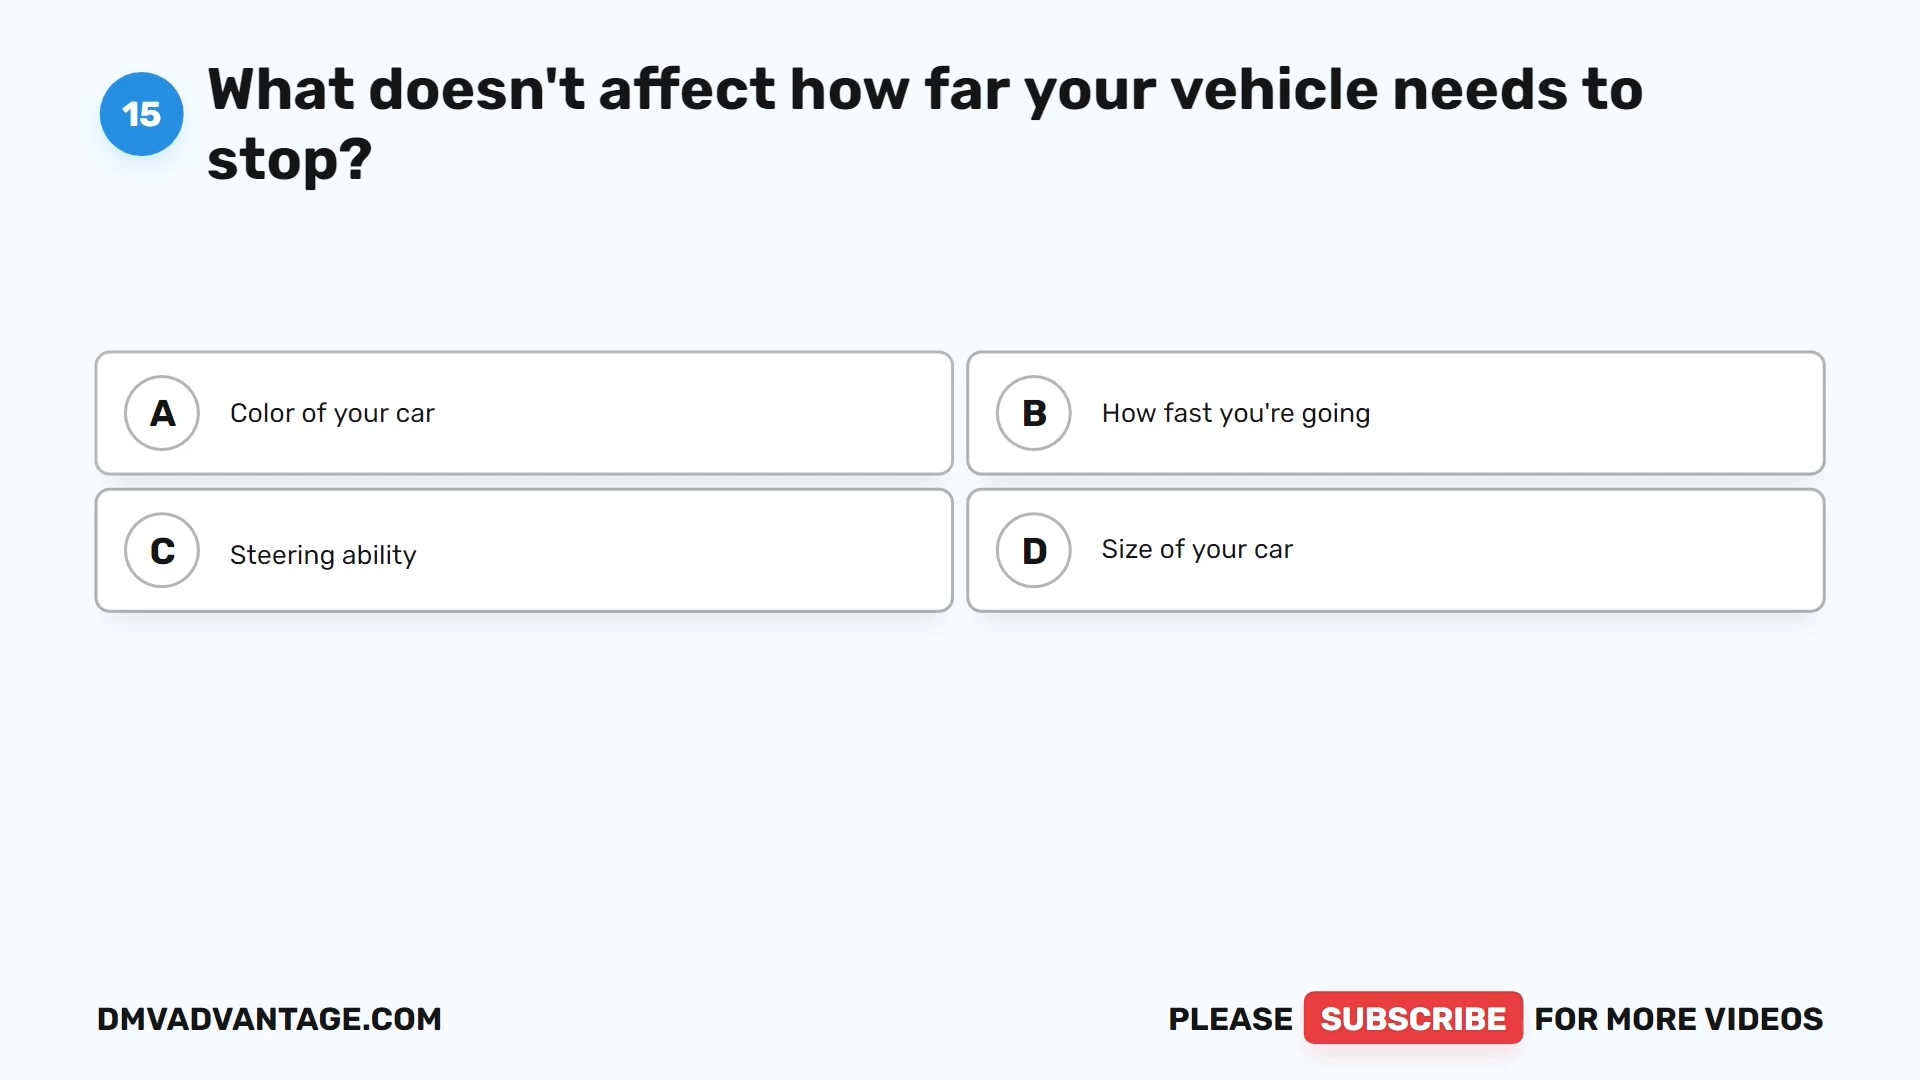 15
What doesn't affect how far your vehicle needs to
stop?
A Color of your car
B How fast you're going
C Steering ability
D Size of your car
DMVADVANTAGE.COM
PLEASE SUBSCRIBE FOR MORE VIDEOS